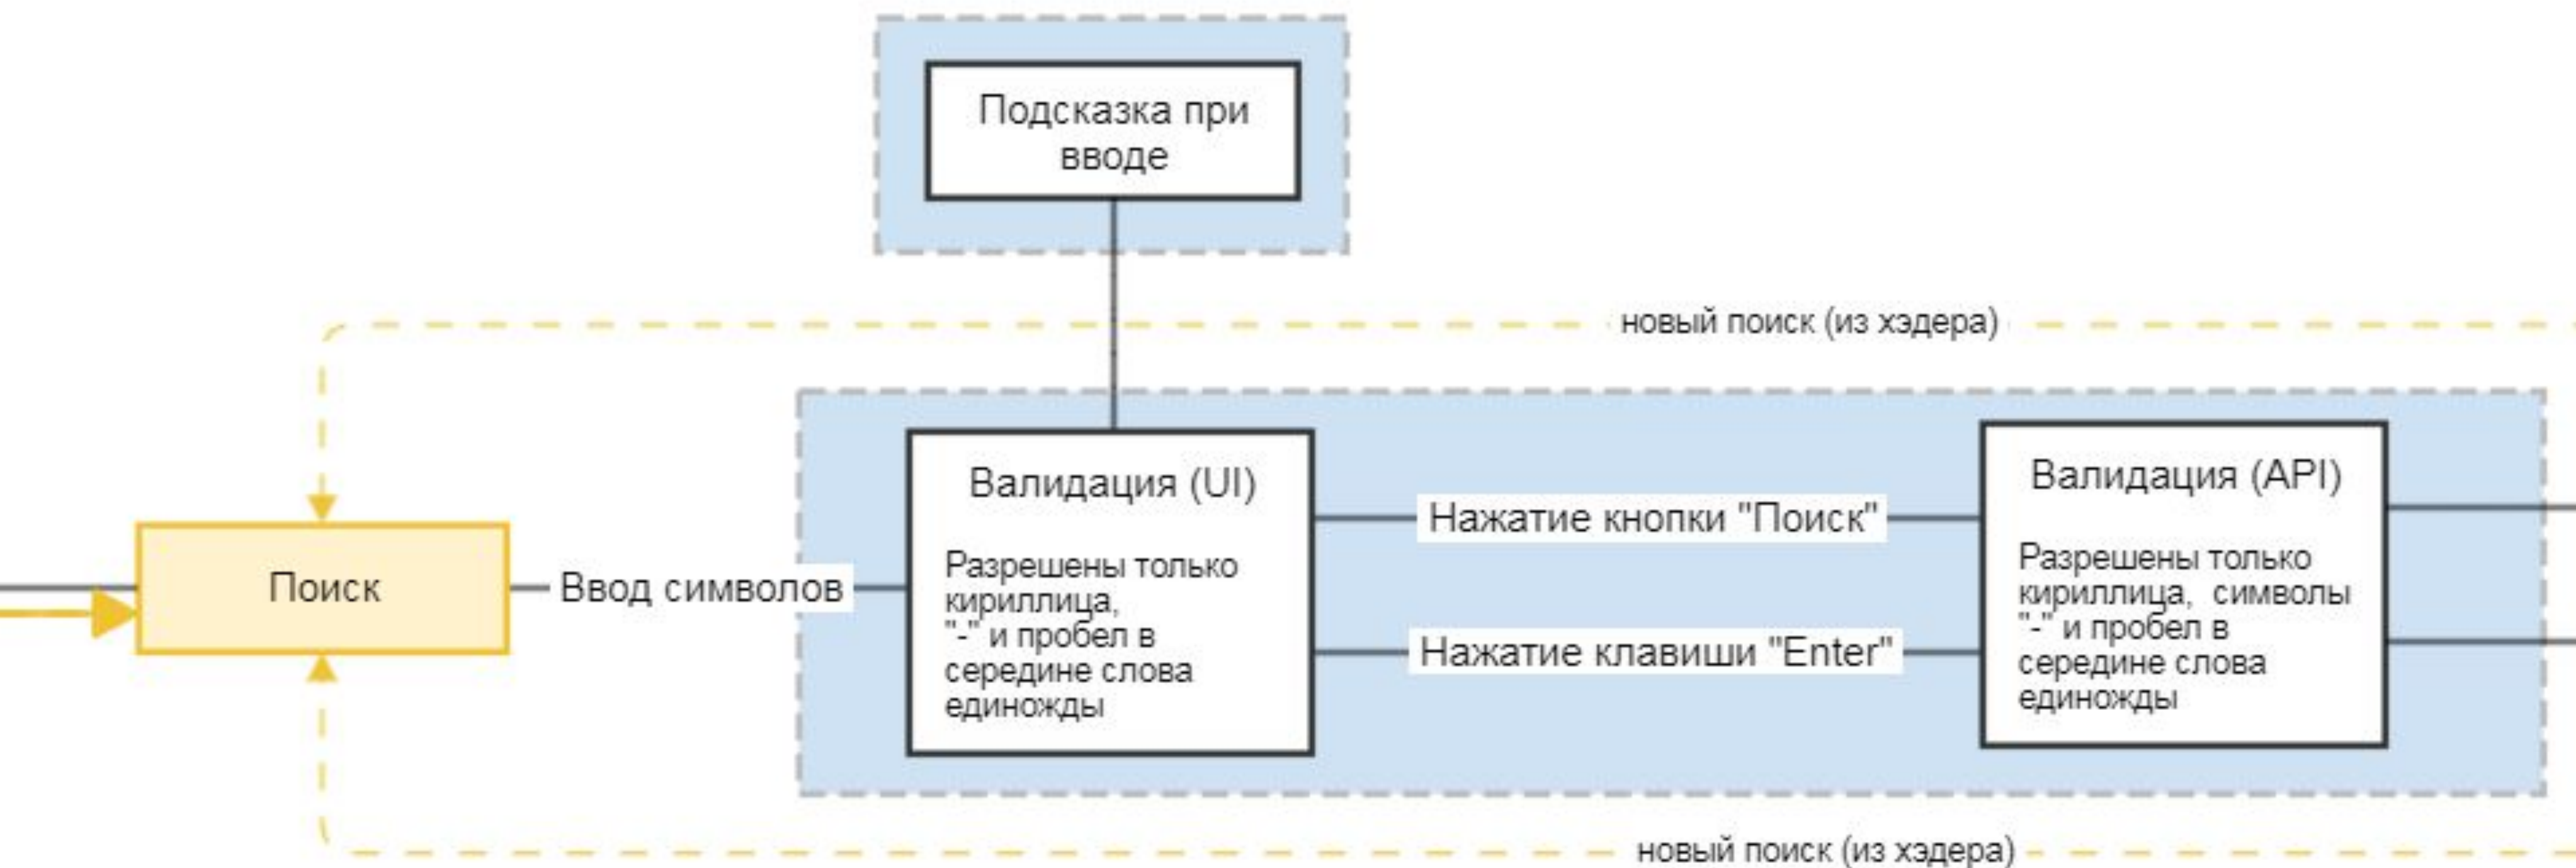 Подсказка при
вводе
новый поиск (из хэдера)
Поиск
Ввод символов
Валидация (UI)
Разрешены только
кириллица,
"-" и пробел в
середине слова
единожды
Нажатие кнопки "Поиск"
Нажатие клавиши "Enter"
Валидация (API)
Разрешены только
кириллица,  символы
"-" и пробел в
середине слова
единожды
новый поиск (из хэдера)